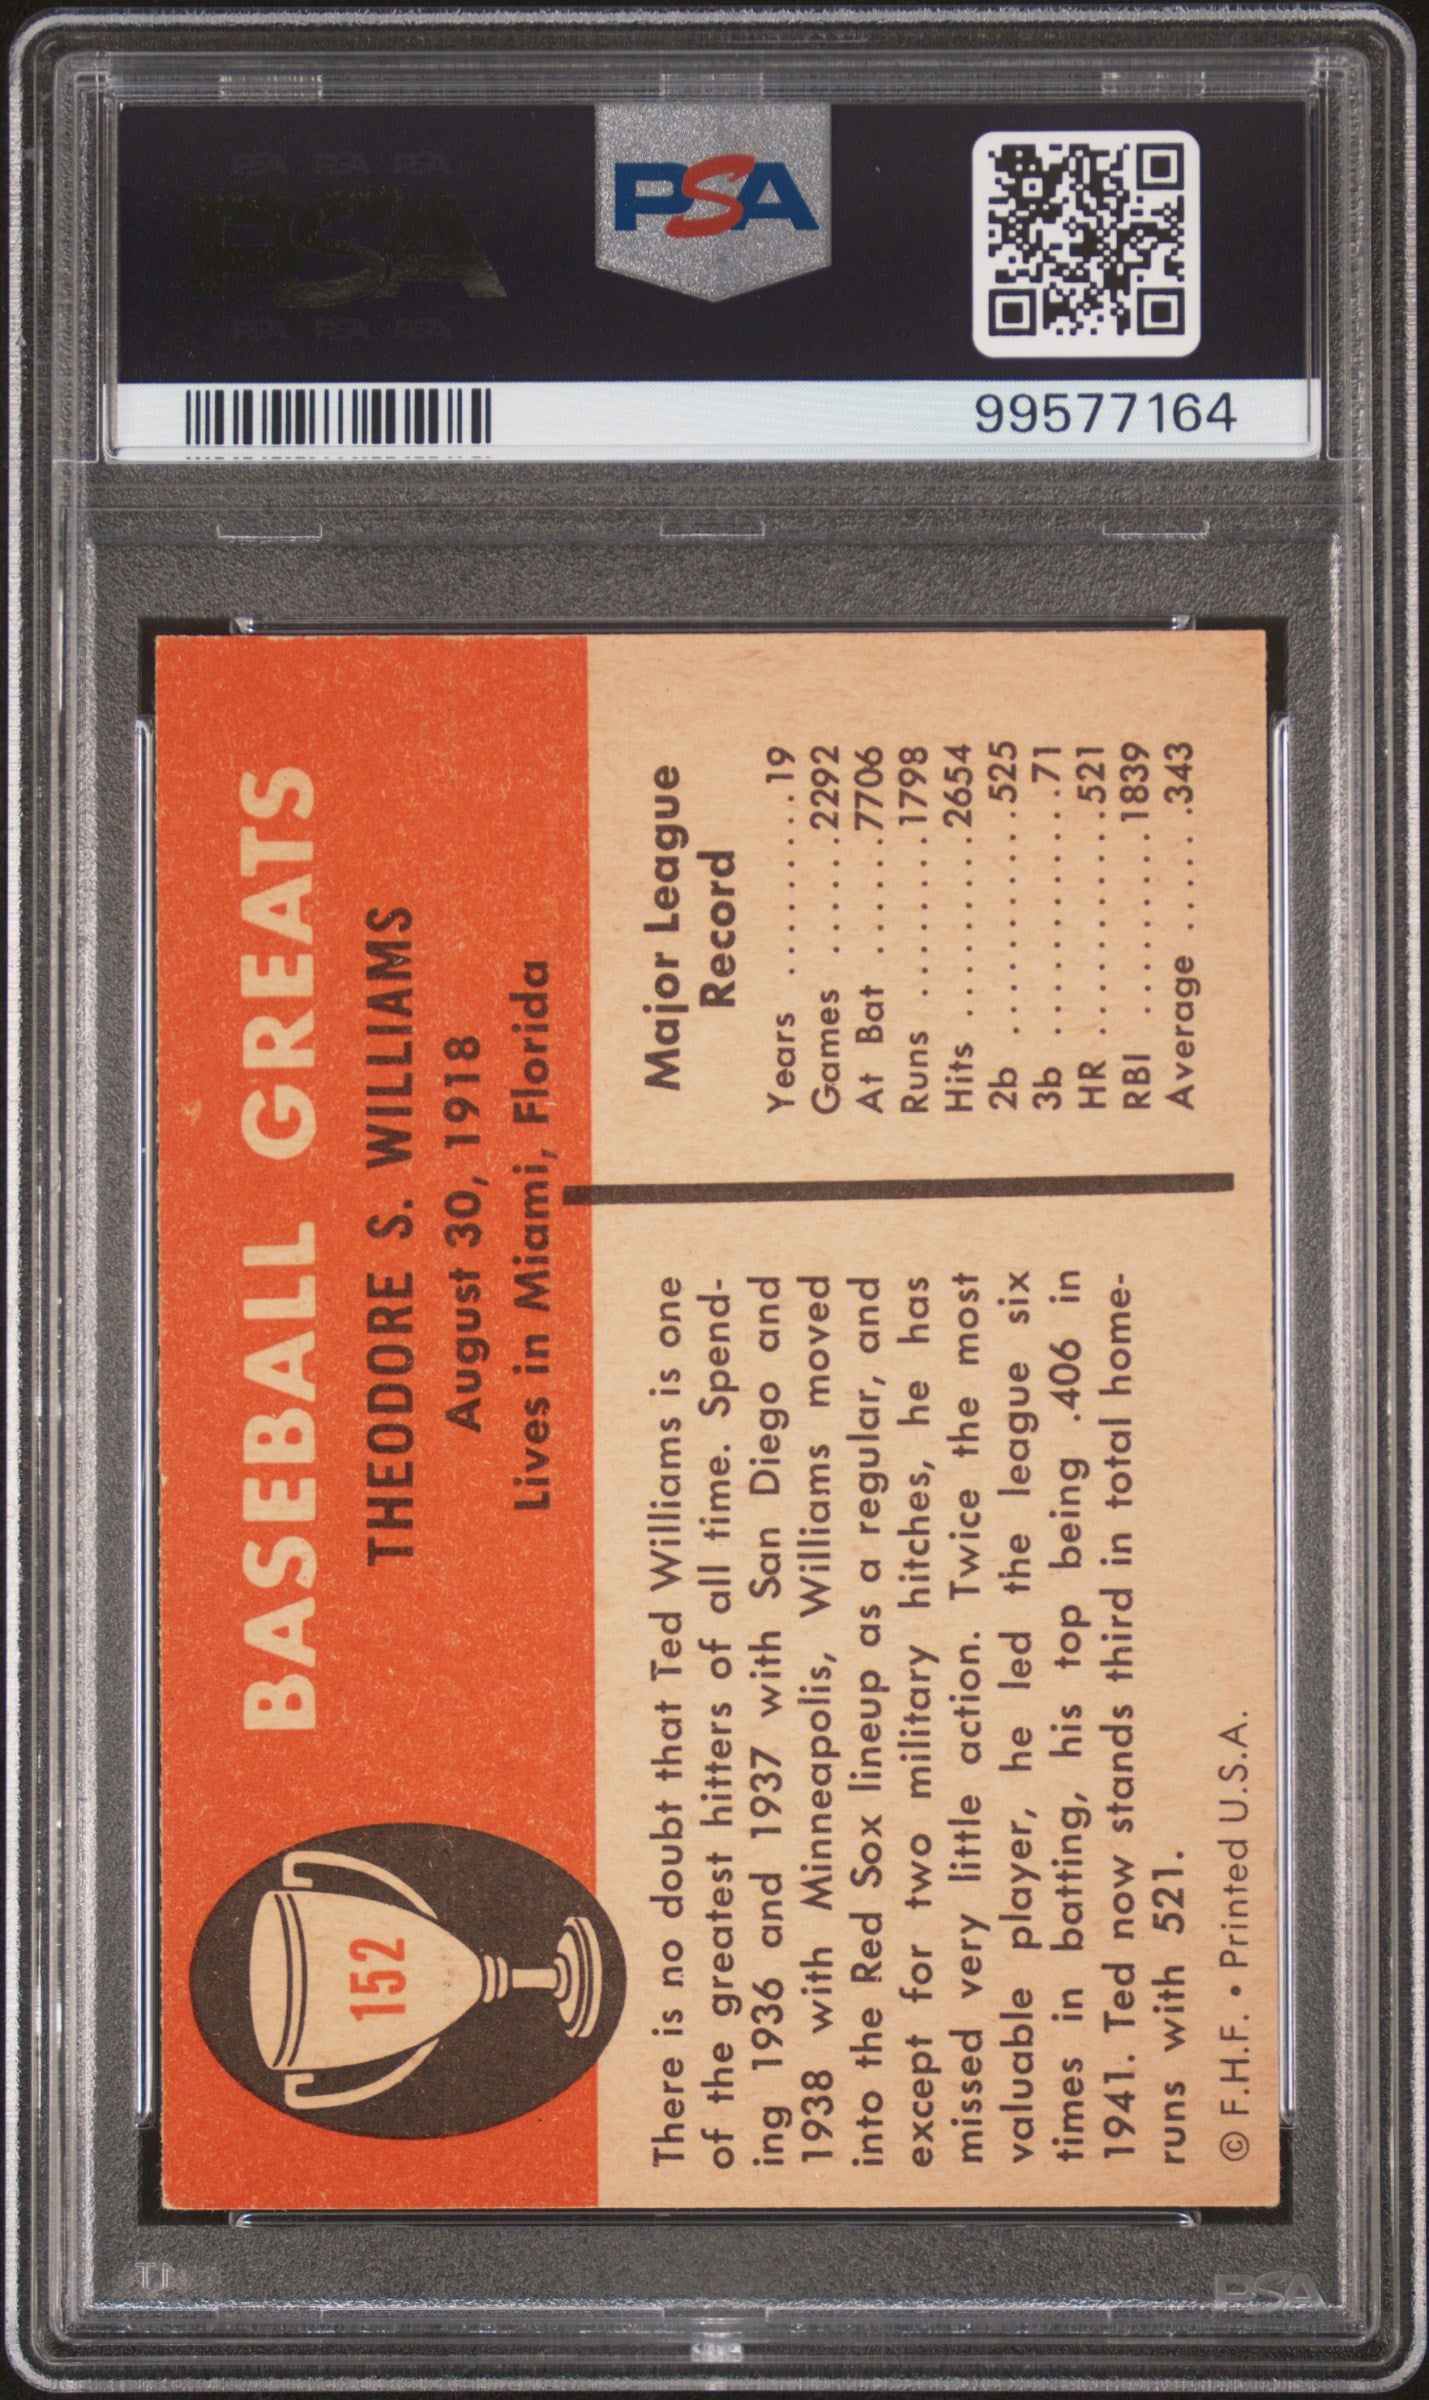 PSA PSA PSA
PSA
PSA PSA PSA
PSA
99577164
BASEBALL GREATS
THEODORE S. WILLIAMS
August 30, 1918
Lives in Miami, Florida
152
There is no doubt that Ted Williams is one
of the greatest hitters of all time. Spend-
ing 1936 and 1937 with San Diego and
1938 with Minneapolis, Williams moved
into the Red Sox lineup as a regular, and
except for two military hitches, he has
missed very little action. Twice the most
valuable player, he led the league six
times in batting, his top being .406 in
1941. Ted now stands third in total home-
runs with 521.
© F.H.F. • Printed U.S.A.
Major League
Record
Years ........19
Games .....2292
At Bat .....7706
Runs .......1798
Hits .......2654
2b .........525
3b .........71
HR .........521
RBI .......1839
Average .....343
PSA